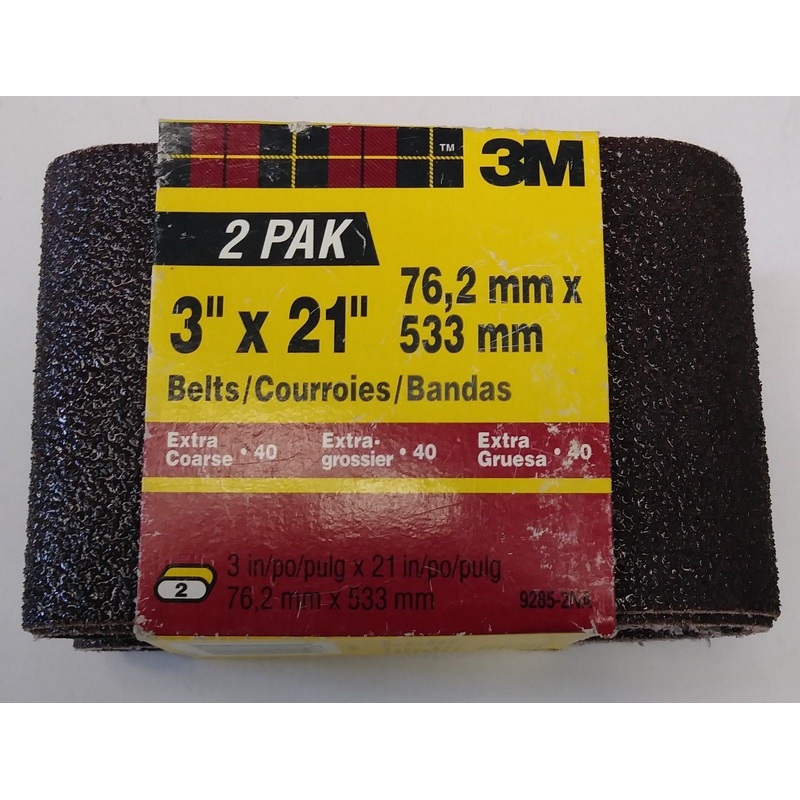 TM 3M
2 PAK
3" x 21" 76,2 mm x
533 mm
Belts/Courroies/Bandas
Extra Coarse • 40 Extra-grossier • 40 Extra Gruesa • 40
3 in/po/pulg x 21 in/po/pulg
2
76,2 mm x 533 mm